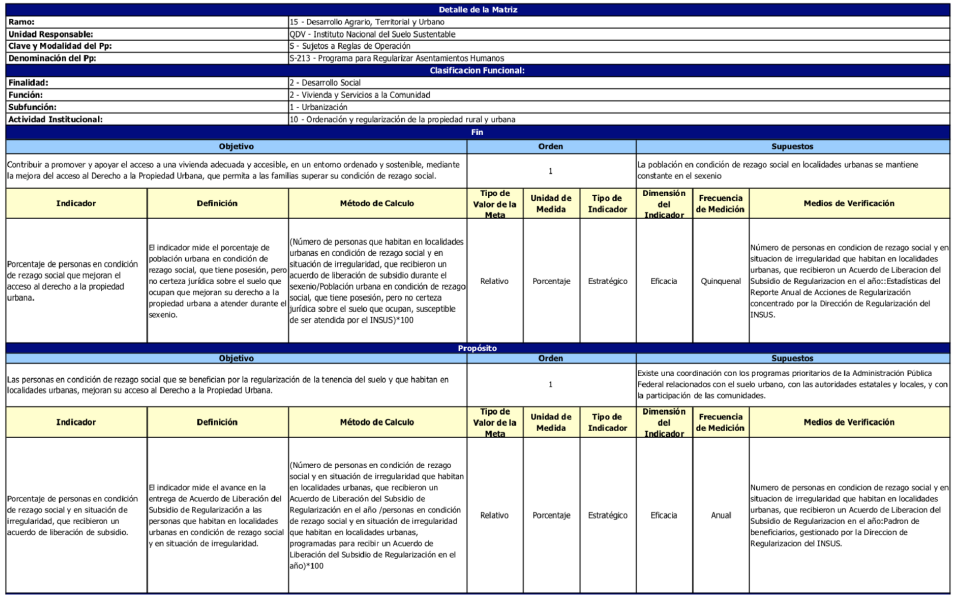 Detalle de la Matriz
Ramo: 15 - Desarrollo Agrario, Territorial y Urbano
Unidad Responsable: QDV - Instituto Nacional del Suelo Sustentable
Clave y Modalidad del Pp: S - Sujetos a Reglas de Operación
Denominación del Pp: S-213 - Programa para Regularizar Asentamientos Humanos
Clasificacion Funcional:
Finalidad: 2 - Desarrollo Social
Función: 2 - Vivienda y Servicios a la Comunidad
Subfunción: 1 - Urbanización
Actividad Institucional: 10 - Ordenación y regularización de la propiedad rural y urbana
Fin
Objetivo Orden Supuestos
Contribuir a promover y apoyar el acceso a una vivienda adecuada y accesible, en un entorno ordenado y sostenible, mediante
la mejora del acceso al Derecho a la Propiedad Urbana, que permita a las familias superar su condición de rezago social.
1
La población en condición de rezago social en localidades urbanas se mantiene
constante en el sexenio
Indicador
Definición
Método de Calculo
Tipo de
Valor de la
Meta
Unidad de
Medida
Tipo de
Indicador
Dimensión
del
Indicador
Frecuencia
de Medición
Medios de Verificación
Porcentaje de personas en condición
de rezago social que mejoran el
acceso al derecho a la propiedad
urbana.
El indicador mide el porcentaje de
población urbana en condición de
rezago social, que tiene posesión, pero
no certeza jurídica sobre el suelo que
ocupan que mejoran su derecho a la
propiedad urbana a atender durante el
sexenio.
(Número de personas que habitan en localidades
urbanas en condición de rezago social y en
situación de irregularidad, que recibieron un
acuerdo de liberación de subsidio durante el
sexenio/Población urbana en condición de rezago
social, que tiene posesión, pero no certeza
jurídica sobre el suelo que ocupan, susceptible
de ser atendida por el INSUS)*100
Relativo
Porcentaje
Estratégico
Eficacia
Quinquenal
Número de personas en condicion de rezago social y en
situacion de irregularidad que habitan en localidades
urbanas, que recibieron un Acuerdo de Liberacion del
Subsidio de Regularizacion en el año::Estadísticas del
Reporte Anual de Acciones de Regularización
concentrado por la Dirección de Regularización del
INSUS.
Propósito
Objetivo Orden Supuestos
Las personas en condición de rezago social que se benefician por la regularización de la tenencia del suelo y que habitan en
localidades urbanas, mejoran su acceso al Derecho a la Propiedad Urbana.
1
Existe una coordinación con los programas prioritarios de la Administración Pública
Federal relacionados con el suelo urbano, con las autoridades estatales y locales, y con
la participación de las comunidades.
Indicador
Definición
Método de Calculo
Tipo de
Valor de la
Meta
Unidad de
Medida
Tipo de
Indicador
Dimensión
del
Indicador
Frecuencia
de Medición
Medios de Verificación
Porcentaje de personas en condición
de rezago social y en situación de
irregularidad, que recibieron un
acuerdo de liberación de subsidio.
El indicador mide el avance en la
entrega de Acuerdo de Liberación del
Subsidio de Regularización a las
personas que habitan en localidades
urbanas en condición de rezago social
y en situación de irregularidad.
(Número de personas en condición de rezago
social y en situación de irregularidad que habitan
en localidades urbanas, que recibieron un
Acuerdo de Liberación del Subsidio de
Regularización en el año /personas en condición
de rezago social y en situación de irregularidad
que habitan en localidades urbanas,
programadas para recibir un Acuerdo de
Liberación del Subsidio de Regularización en el
año)*100
Relativo
Porcentaje
Estratégico
Eficacia
Anual
Numero de personas en condicion de rezago social y en
situacion de irregularidad que habitan en localidades
urbanas, que recibieron un Acuerdo de Liberacion del
Subsidio de Regularizacion en el año:Padron de
beneficiarios, gestionado por la Direccion de
Regularizacion del INSUS.